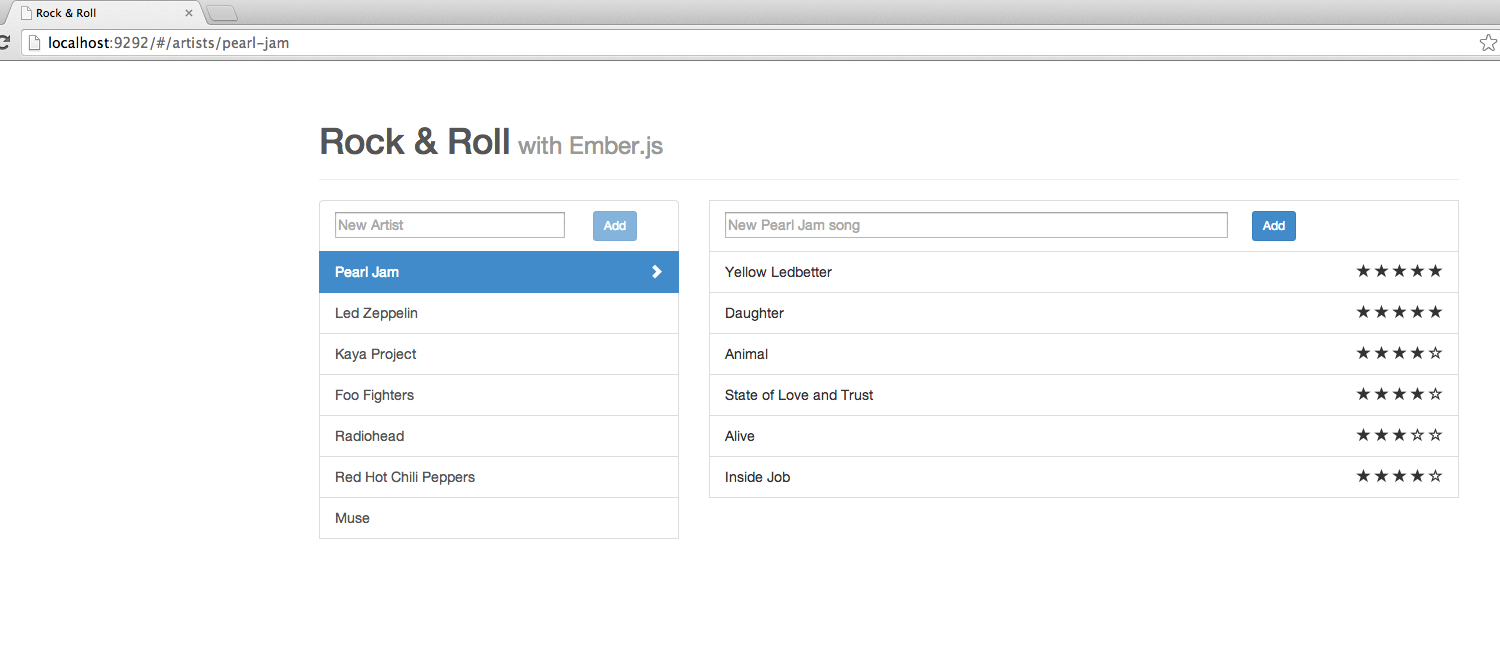 Rock & Roll
localhost:9292/#/artists/pearl-jam
Rock & Roll with Ember.js
New Artist Add
Pearl Jam
Led Zeppelin
Kaya Project
Foo Fighters
Radiohead
Red Hot Chili Peppers
Muse
New Pearl Jam song Add
Yellow Ledbetter ★★★★★
Daughter ★★★★★
Animal ★★★★☆
State of Love and Trust ★★★★☆
Alive ★★★☆☆
Inside Job ★★★★☆